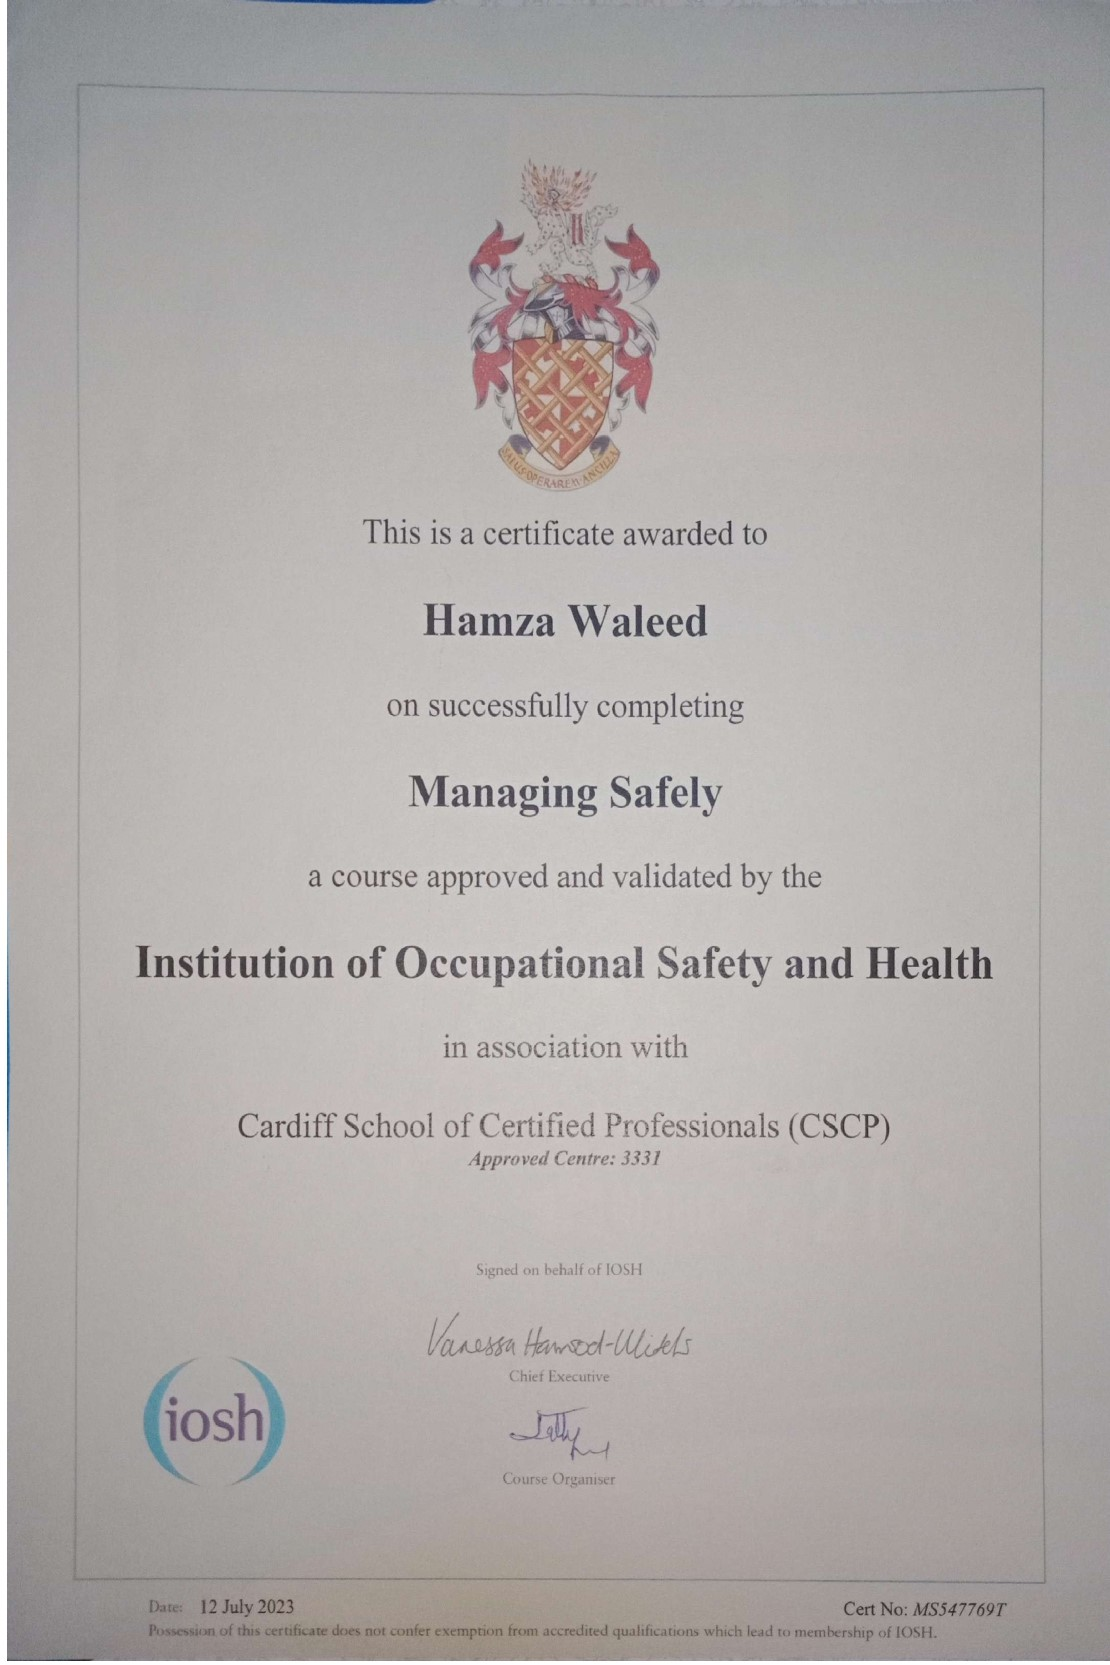 SALUS OPERARE
This is a certificate awarded to
Hamza Waleed
on successfully completing
Managing Safely
a course approved and validated by the
Institution of Occupational Safety and Health
in association with
Cardiff School of Certified Professionals (CSCP)
Approved Centre: 3331
Signed on behalf of IOSH
Vanessa
Chief Executive
iosh
Course Organiser
Date: 12 July 2023
Cert No: MS547769T
Possession of this certificate does not confer exemption from accredited qualifications which lead to membership of IOSH.